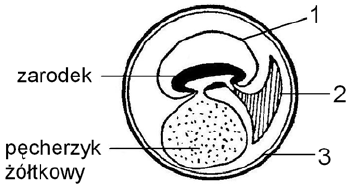 1
zarodek
2
pęcherzyk
żółtkowy
3